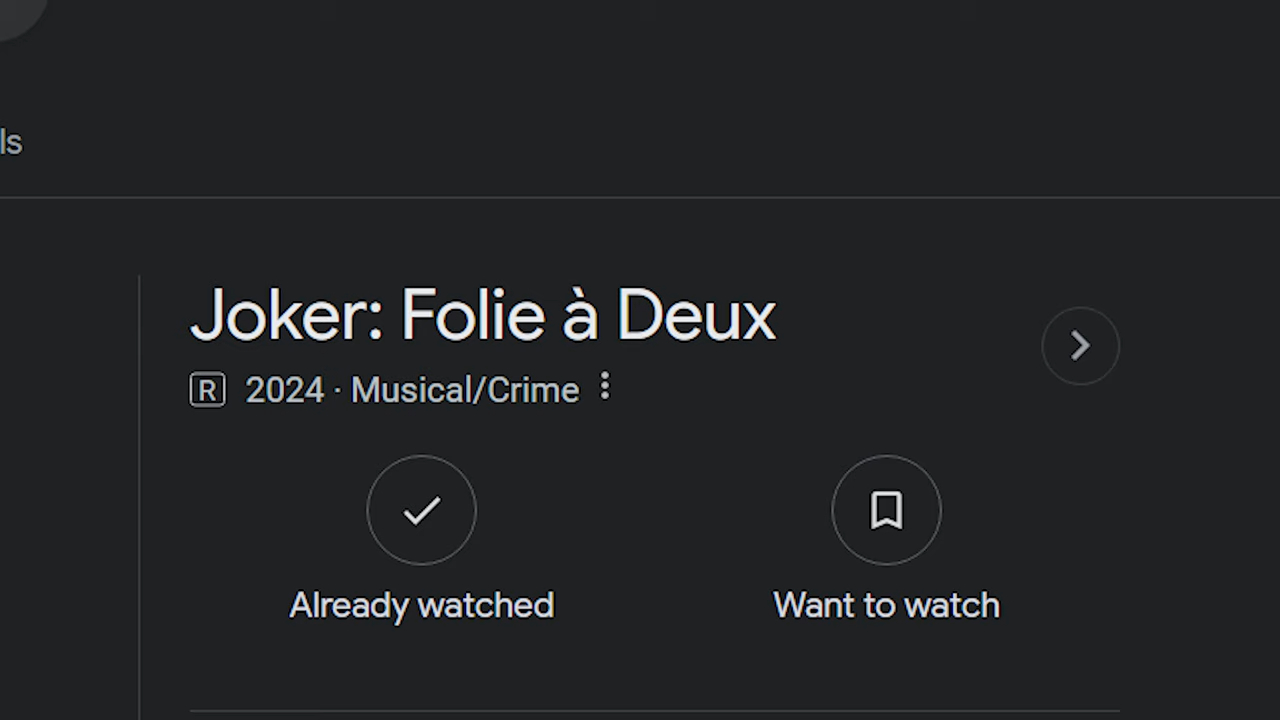 ls
Joker: Folie à Deux
R 2024 · Musical/Crime
Already watched
Want to watch